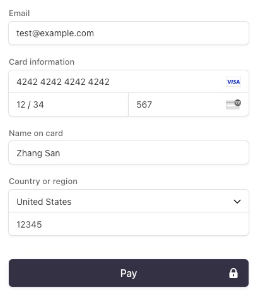 Email
test@example.com
Card information
4242 4242 4242 4242 VISA
12 / 34 567
Name on card
Zhang San
Country or region
United States
12345
Pay